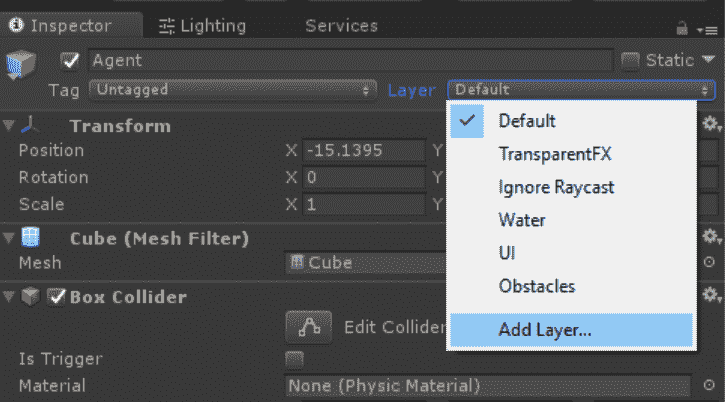 Inspector Lighting Services
Agent Static
Tag Untagged Layer Default
Default
TransparentFX
Ignore Raycast
Water
UI
Obstacles
Add Layer...
Transform
Position X -15.1395 Y
Rotation X 0 Y
Scale X 1 Y
Cube (Mesh Filter)
Mesh Cube
Box Collider
Edit Collider
Is Trigger
Material None (Physic Material)